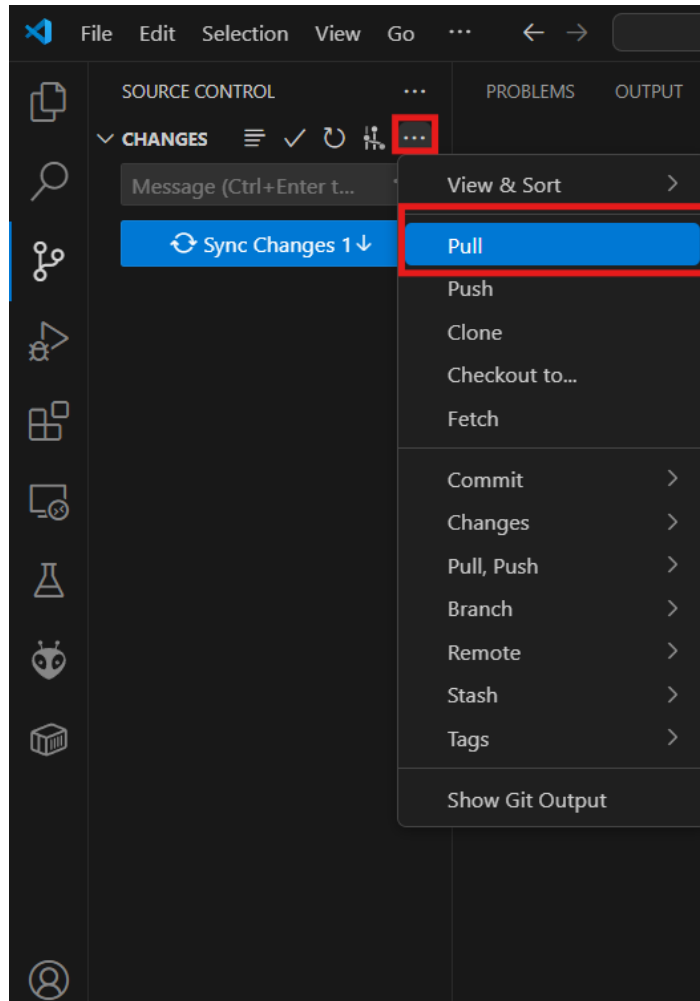 File Edit Selection View Go ...
SOURCE CONTROL ...
PROBLEMS OUTPUT
CHANGES ...
Message (Ctrl+Enter t...
Sync Changes 1↓
View & Sort
Pull
Push
Clone
Checkout to...
Fetch
Commit
Changes
Pull, Push
Branch
Remote
Stash
Tags
Show Git Output